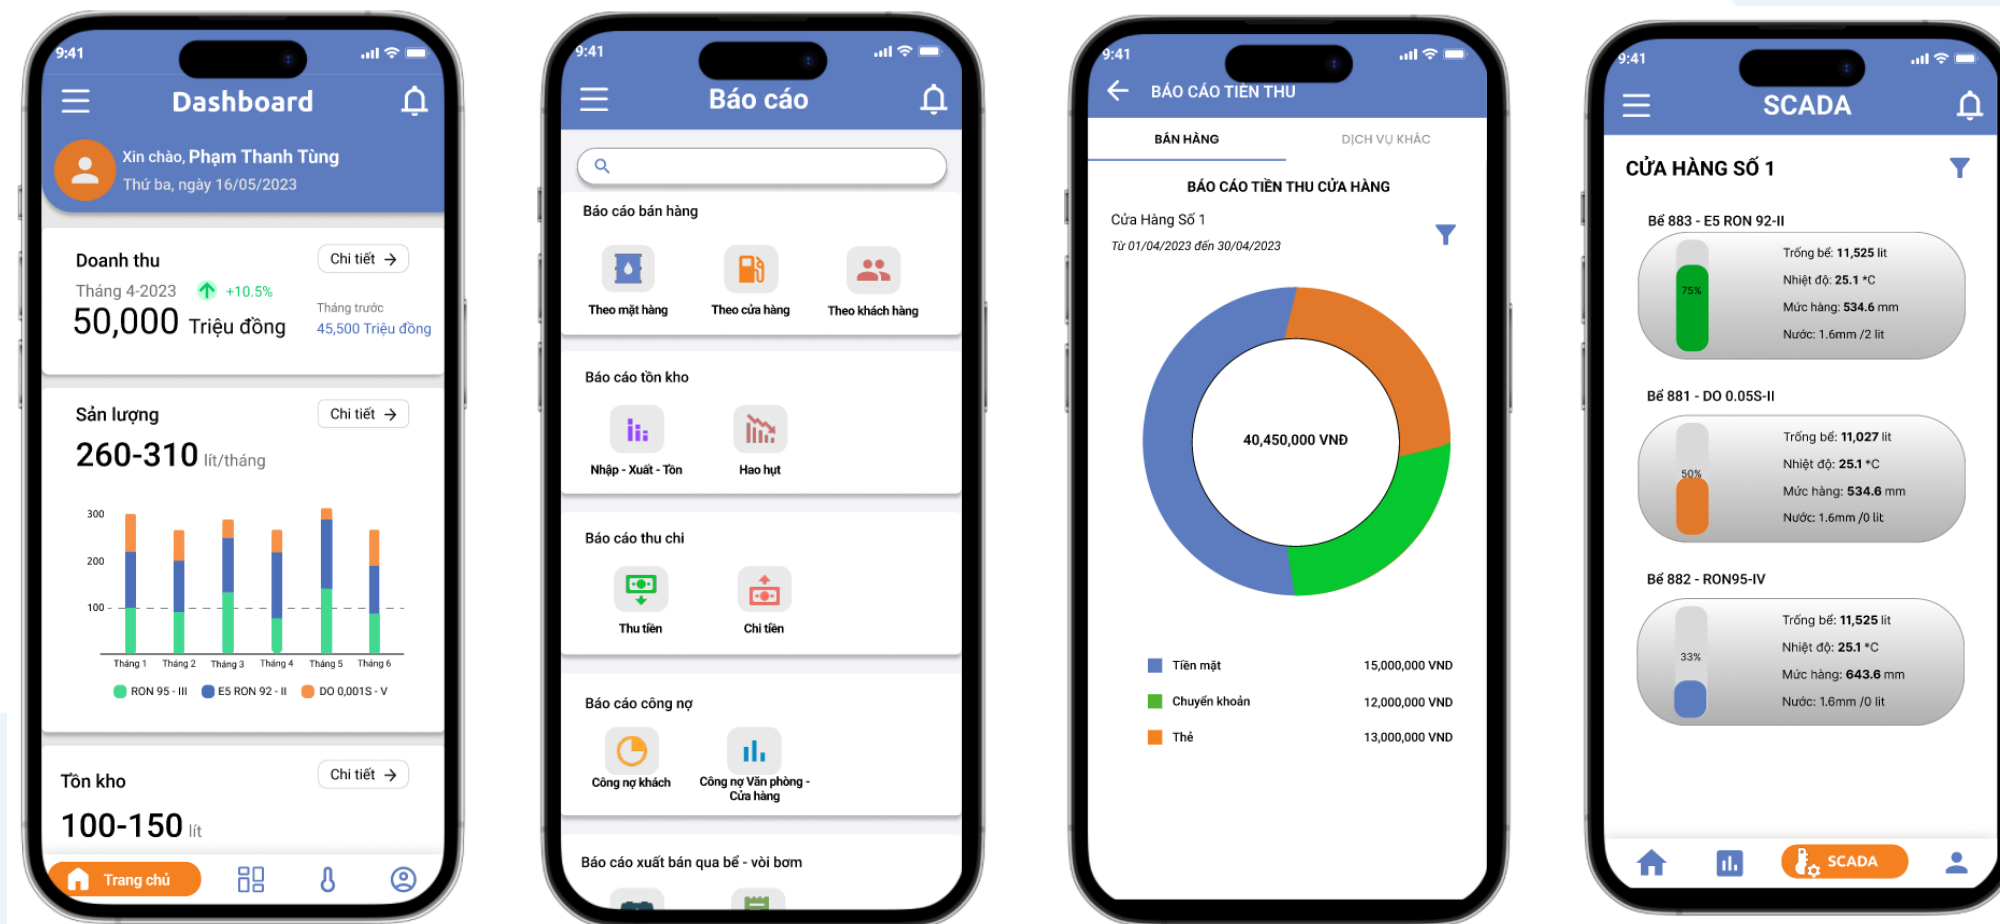 9:41
Dashboard
Xin chào, Phạm Thanh Tùng
Thứ ba, ngày 16/05/2023
Doanh thu
Chi tiết →
Tháng 4-2023
+10.5%
50,000 Triệu đồng
Tháng trước
45,500 Triệu đồng
Sản lượng
Chi tiết →
260-310 lít/tháng
300
200
100
Tháng 1 Tháng 2 Tháng 3 Tháng 4 Tháng 5 Tháng 6
RON 95 - III E5 RON 92 - II DO 0,001S - V
Tồn kho
Chi tiết →
100-150 lít
Trang chủ
9:41
Báo cáo
Báo cáo bán hàng
Theo mặt hàng Theo cửa hàng Theo khách hàng
Báo cáo tồn kho
Nhập - Xuất - Tồn Hao hụt
Báo cáo thu chi
Thu tiền Chi tiền
Báo cáo công nợ
Công nợ khách Công nợ Văn phòng -
Cửa hàng
Báo cáo xuất bán qua bể - vòi bơm
9:41
BÁO CÁO TIỀN THU
BÁN HÀNG DỊCH VỤ KHÁC
BÁO CÁO TIỀN THU CỬA HÀNG
Cửa Hàng Số 1
Từ 01/04/2023 đến 30/04/2023
40,450,000 VNĐ
Tiền mặt 15,000,000 VND
Chuyển khoản 12,000,000 VND
Thẻ 13,000,000 VND
9:41
SCADA
CỬA HÀNG SỐ 1
Bể 883 - E5 RON 92-II
75%
Trống bể: 11,525 lit
Nhiệt độ: 25.1 *C
Mức hàng: 534.6 mm
Nước: 1.6mm /2 lit
Bể 881 - DO 0.05S-II
50%
Trống bể: 11,027 lit
Nhiệt độ: 25.1 *C
Mức hàng: 534.6 mm
Nước: 1.6mm /0 lit
Bể 882 - RON95-IV
33%
Trống bể: 11,525 lit
Nhiệt độ: 25.1 *C
Mức hàng: 643.6 mm
Nước: 1.6mm /0 lit
SCADA